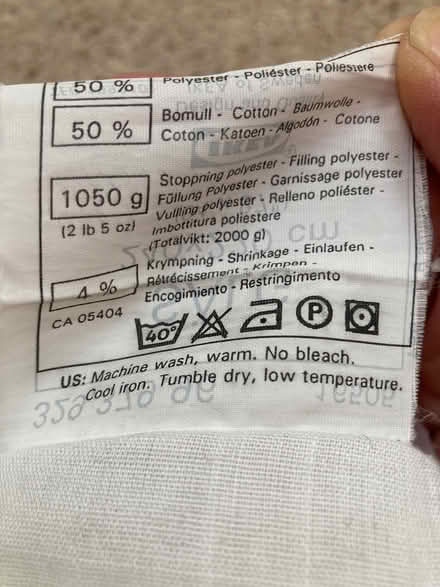 50 %
Polyester - Poliéster - Poliestere
50 %
Bomull - Cotton - Baumwolle -
Coton - Katoen - Algodón - Cotone
1050 g
(2 lb 5 oz)
Stoppning polyester - Filling polyester -
Füllung Polyester - Garnissage polyester
Vullling polyester - Relleno poliéster -
Imbottitura poliestere
(Totalvikt: 2000 g)
4 %
Krympning - Shrinkage - Einlaufen -
Rétrécissement - Krimpen -
Encogimiento - Restringimento
CA 05404
40°
P
US: Machine wash, warm. No bleach.
Cool iron. Tumble dry, low temperature.